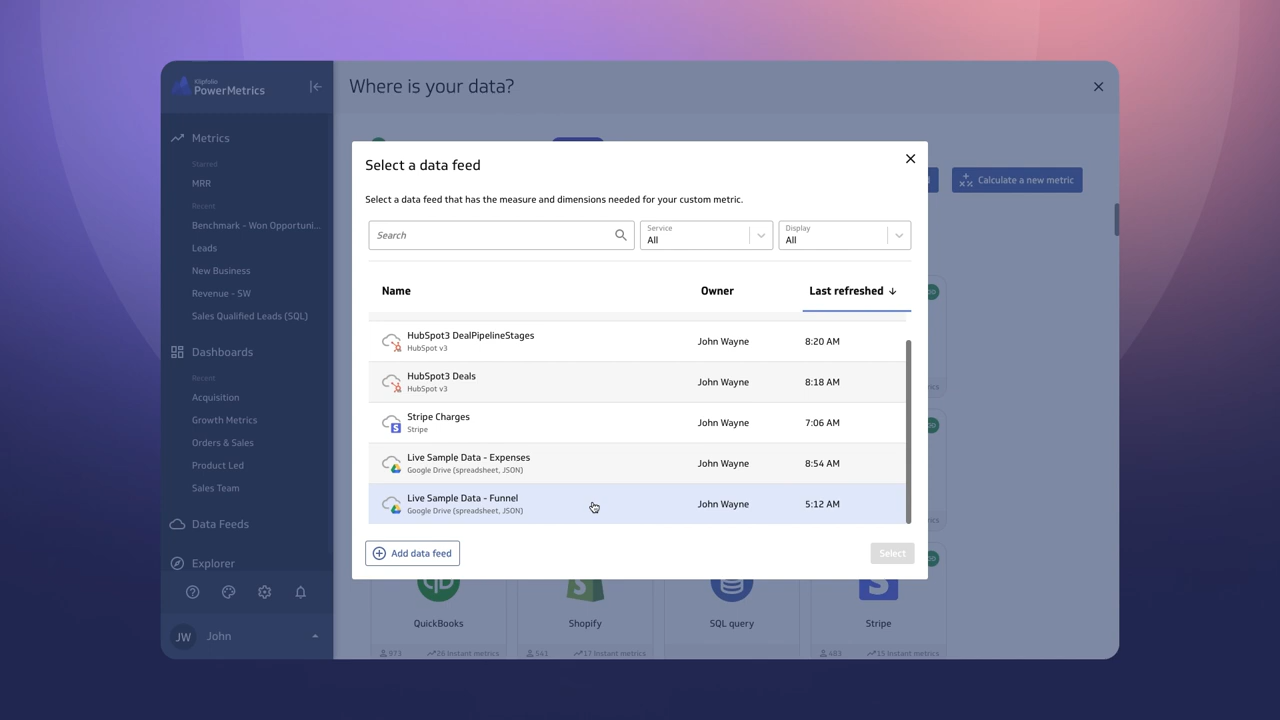 Klipfolio
PowerMetrics
Metrics
Starred
MRR
Recent
Benchmark - Won Opportuni...
Leads
New Business
Revenue - SW
Sales Qualified Leads (SQL)
Dashboards
Recent
Acquisition
Growth Metrics
Orders & Sales
Product Led
Sales Team
Data Feeds
Explorer
JW John
Where is your data?
Calculate a new metric
Select a data feed
Select a data feed that has the measure and dimensions needed for your custom metric.
Search
Service
All
Display
All
Name Owner Last refreshed
HubSpot3 DealPipelineStages
HubSpot v3
John Wayne 8:20 AM
HubSpot3 Deals
HubSpot v3
John Wayne 8:18 AM
Stripe Charges
Stripe
John Wayne 7:06 AM
Live Sample Data - Expenses
Google Drive (spreadsheet, JSON)
John Wayne 8:54 AM
Live Sample Data - Funnel
Google Drive (spreadsheet, JSON)
John Wayne 5:12 AM
Add data feed
Select
QuickBooks Shopify SQL query Stripe
973 26 Instant metrics 541 17 Instant metrics 483 15 Instant metrics